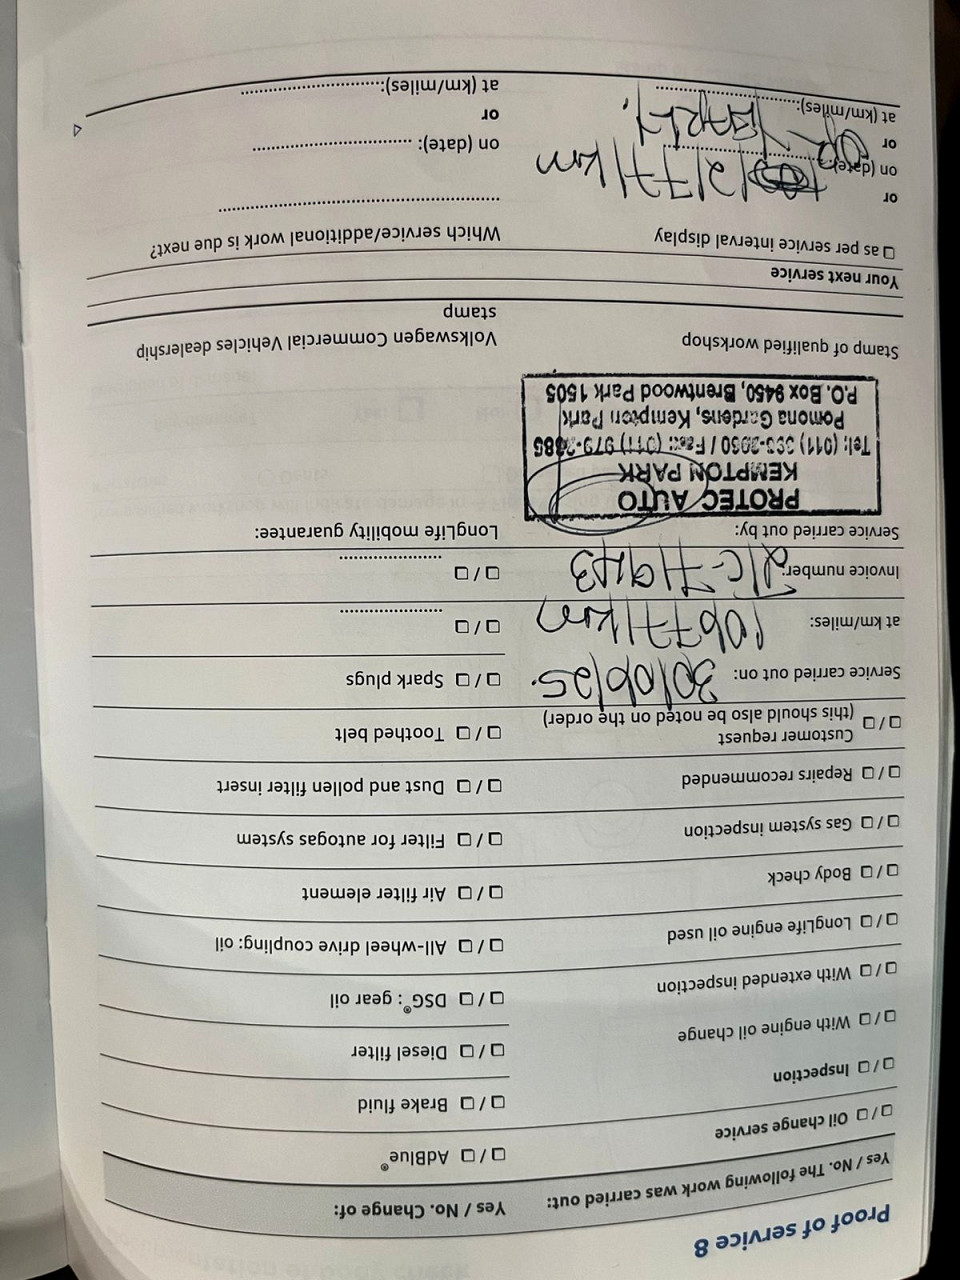 Proof of service 8
Yes / No. The following work was carried out:
☐ / ☐ Oil change service
☐ / ☐ Inspection
☐ / ☐ With engine oil change
☐ / ☐ With extended inspection
☐ / ☐ LongLife engine oil used
☐ / ☐ Body check
☐ / ☐ Gas system inspection
☐ / ☐ Repairs recommended
☐ / ☐ Customer request
(this should also be noted on the order)
Service carried out on: 30/06/25.
at km/miles: 10677/km
Invoice number:
Service carried out by:
PROTEC AUTO
KEMPTON PARK
Tel: (011) / Fax: (011) 979-
Pomona Gardens, Kempton Park
P.O. Box 9450, Brentwood Park 1505
Stamp of qualified workshop
Yes / No. Change of:
☐ / ☐ AdBlue®
☐ / ☐ Brake fluid
☐ / ☐ Diesel filter
☐ / ☐ DSG®: gear oil
☐ / ☐ All-wheel drive coupling: oil
☐ / ☐ Air filter element
☐ / ☐ Filter for autogas system
☐ / ☐ Dust and pollen filter insert
☐ / ☐ Toothed belt
☐ / ☐ Spark plugs
☐ / ☐ ....................
☐ / ☐ ....................
LongLife mobility guarantee:
Volkswagen Commercial Vehicles dealership
stamp
Your next service
☐ as per service interval display
or
on (date):
or
at (km/miles):
Which service/additional work is due next?
on (date): ..............................
or
at (km/miles):..........................